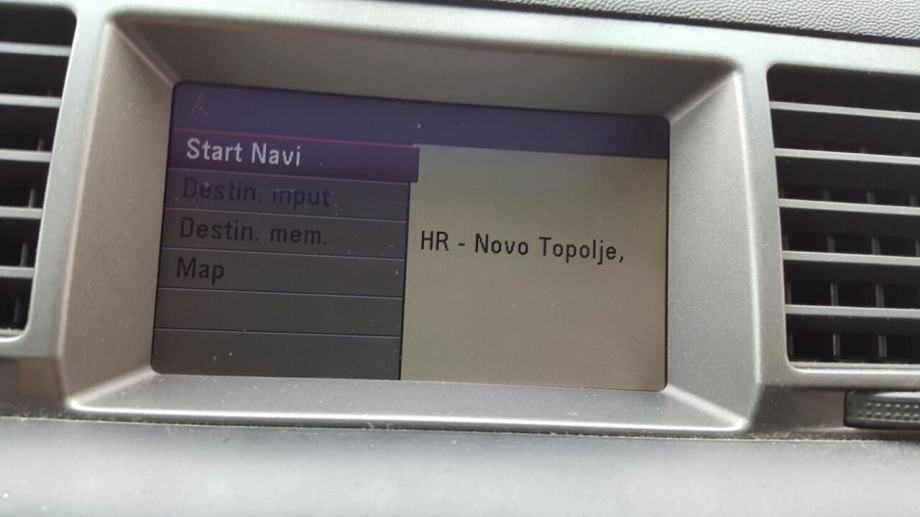 Start Navi
Destin. input
Destin. mem.
Map
HR - Novo Topolje,